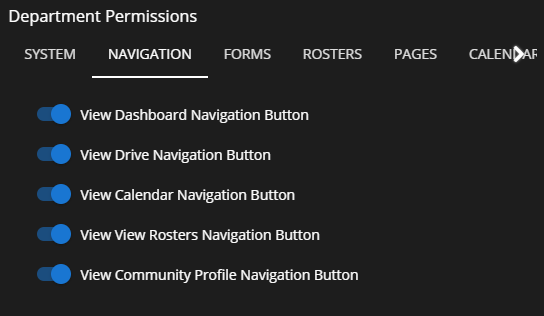 Department Permissions
SYSTEM NAVIGATION FORMS ROSTERS PAGES CALENDAR
View Dashboard Navigation Button
View Drive Navigation Button
View Calendar Navigation Button
View View Rosters Navigation Button
View Community Profile Navigation Button